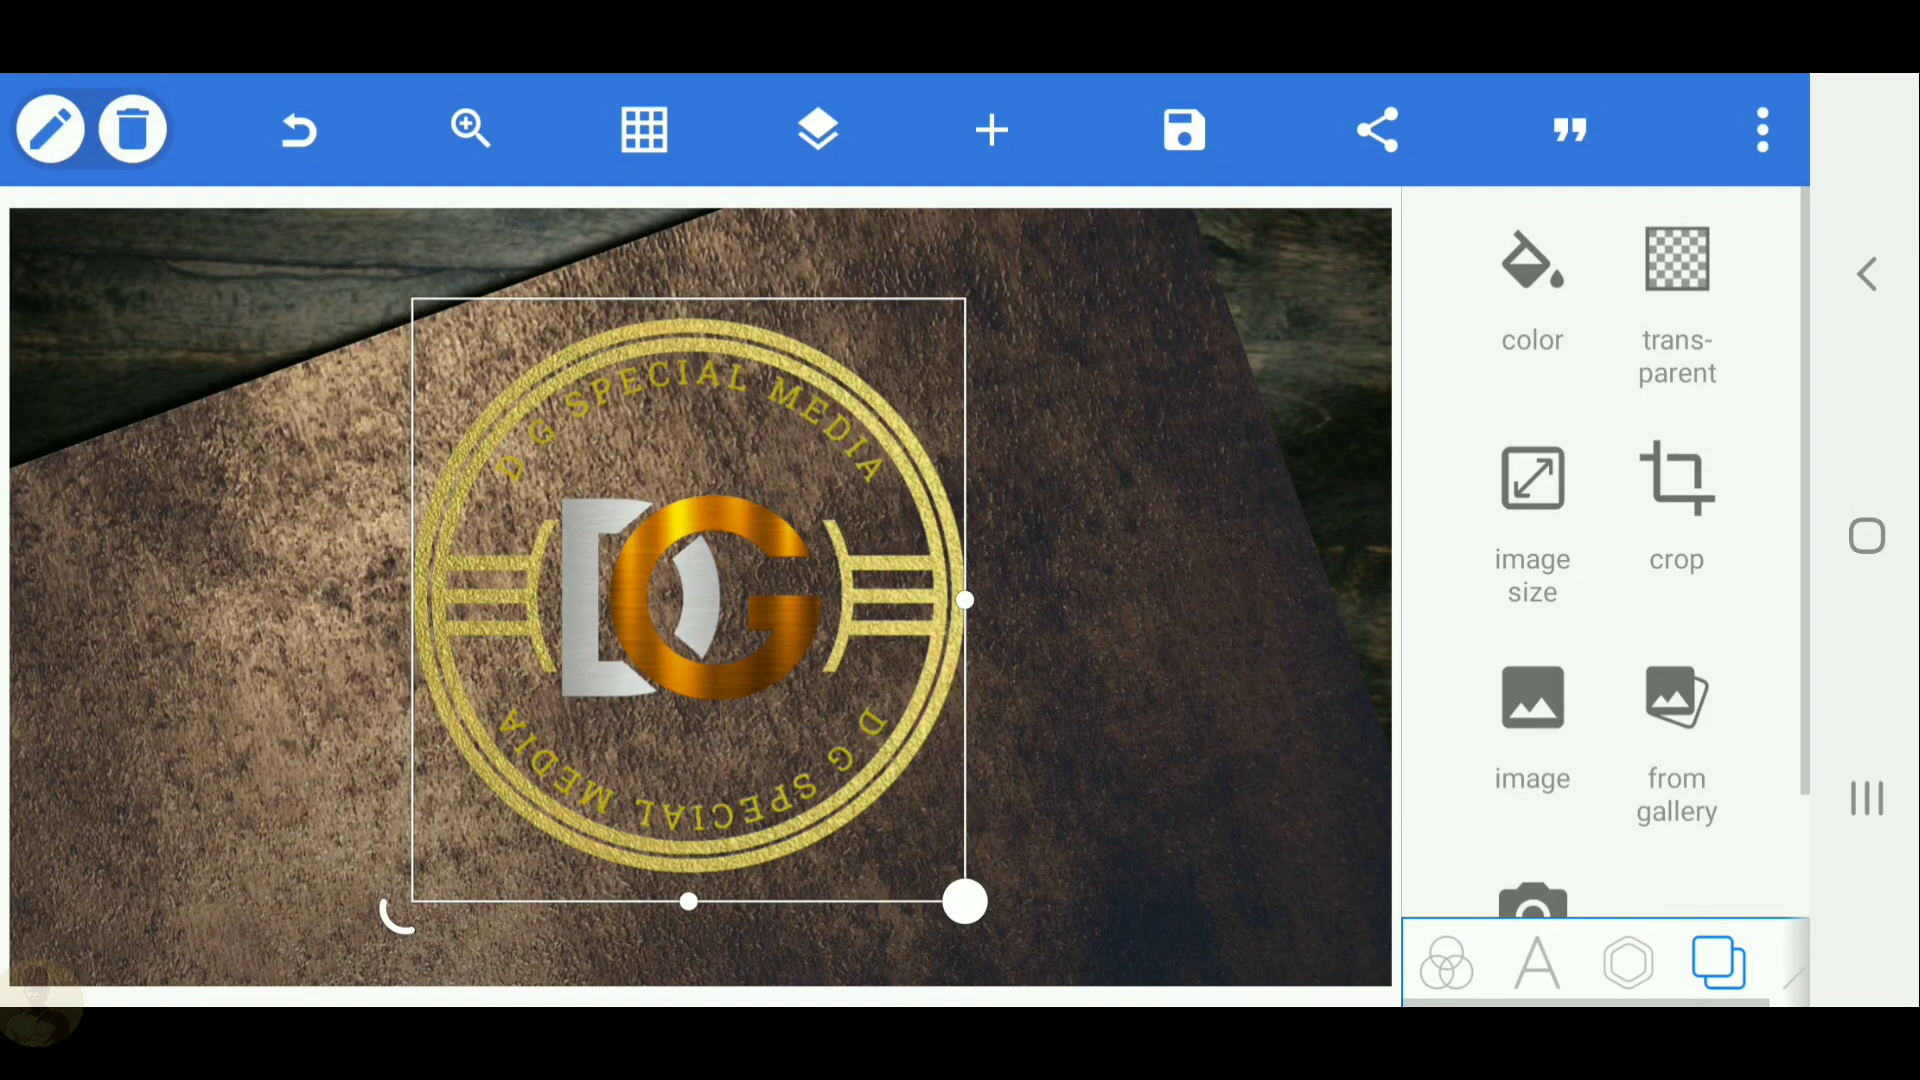 D G SPECIAL MEDIA
DG
D G SPECIAL MEDIA
color
trans-
parent
image
size
crop
image
from
gallery